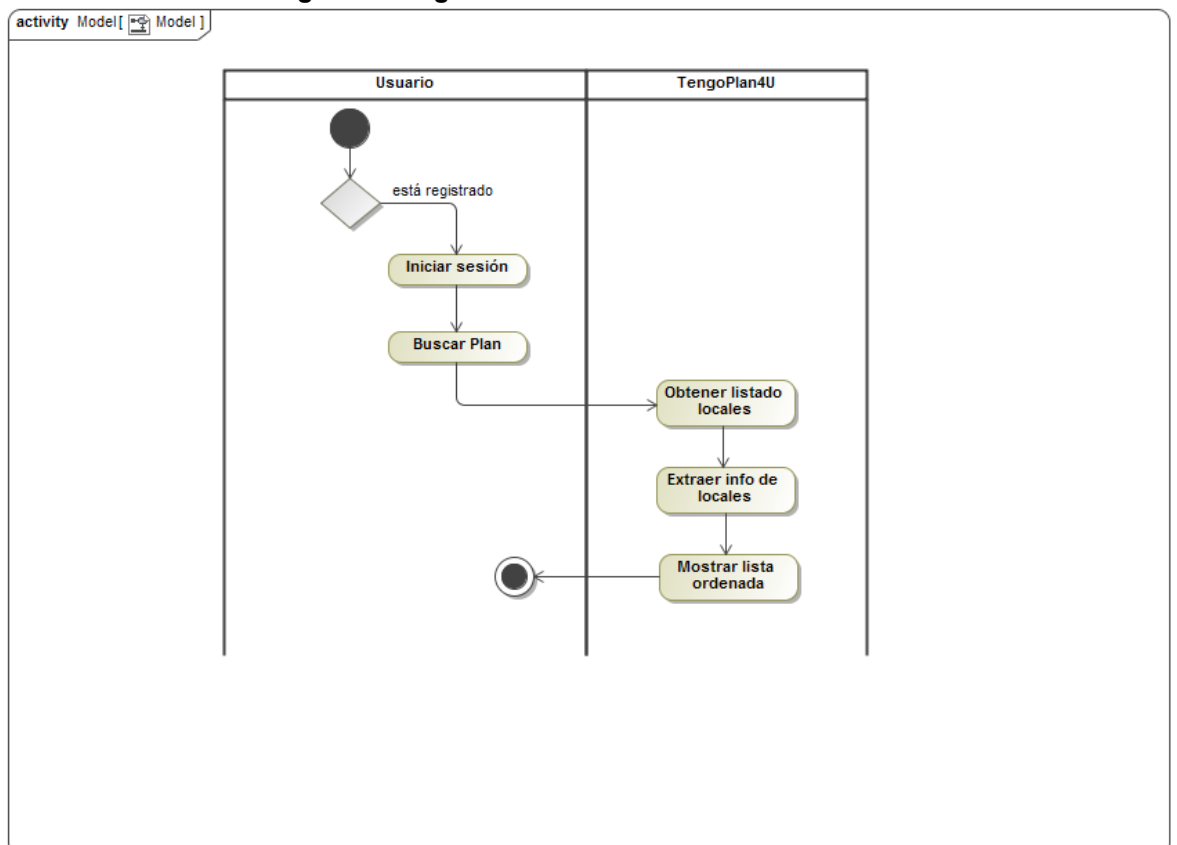 activity Model[ Model ]
Usuario
TengoPlan4U
está registrado
Iniciar sesión
Buscar Plan
Obtener listado
locales
Extraer info de
locales
Mostrar lista
ordenada